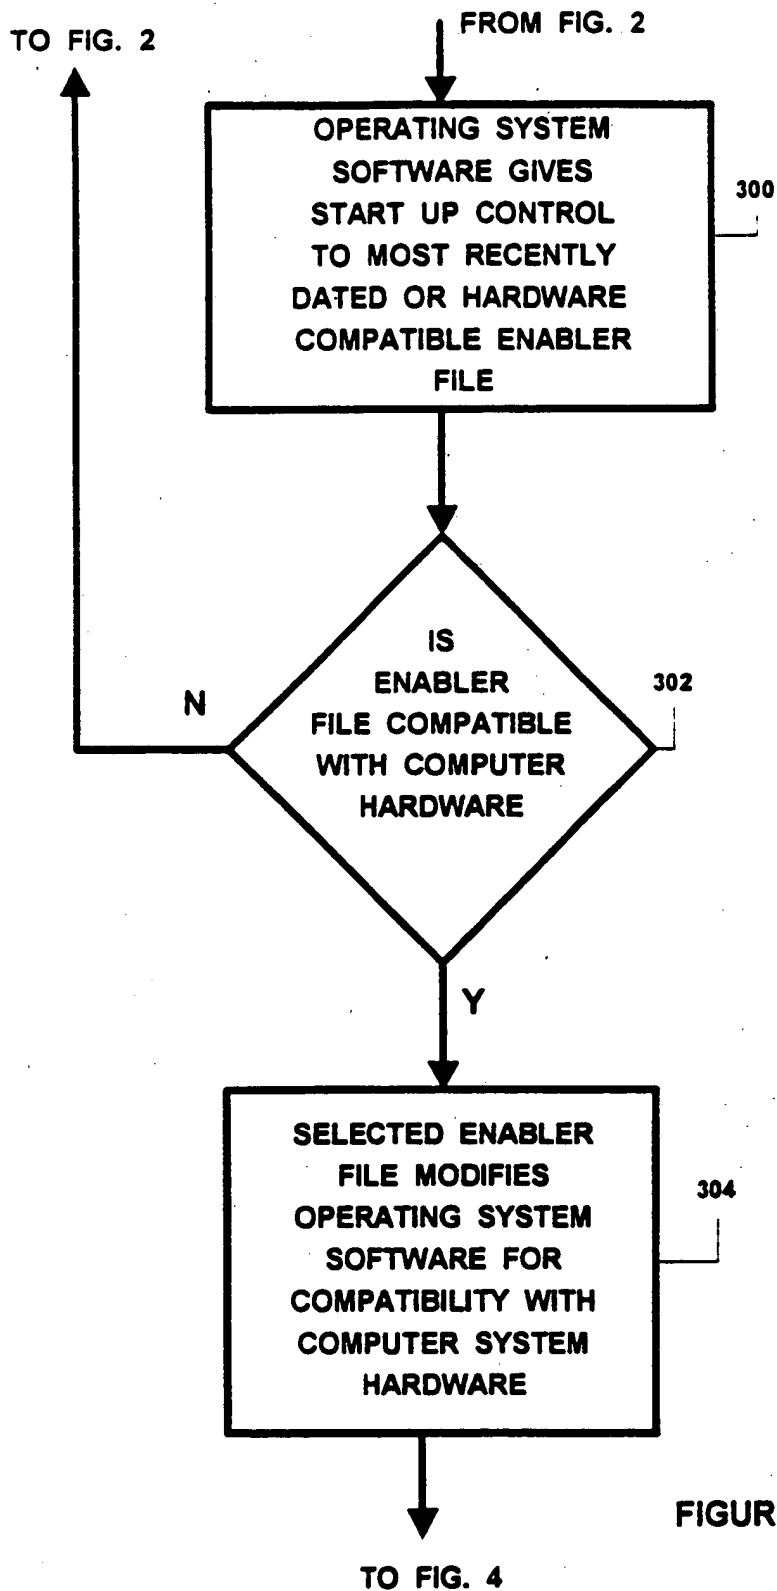 TO FIG. 2
FROM FIG. 2
OPERATING SYSTEM
SOFTWARE GIVES
START UP CONTROL
TO MOST RECENTLY
DATED OR HARDWARE
COMPATIBLE ENABLER
FILE
300
IS
ENABLER
FILE COMPATIBLE
WITH COMPUTER
HARDWARE
302
N
Y
SELECTED ENABLER
FILE MODIFIES
OPERATING SYSTEM
SOFTWARE FOR
COMPATIBILITY WITH
COMPUTER SYSTEM
HARDWARE
304
FIGUR
TO FIG. 4